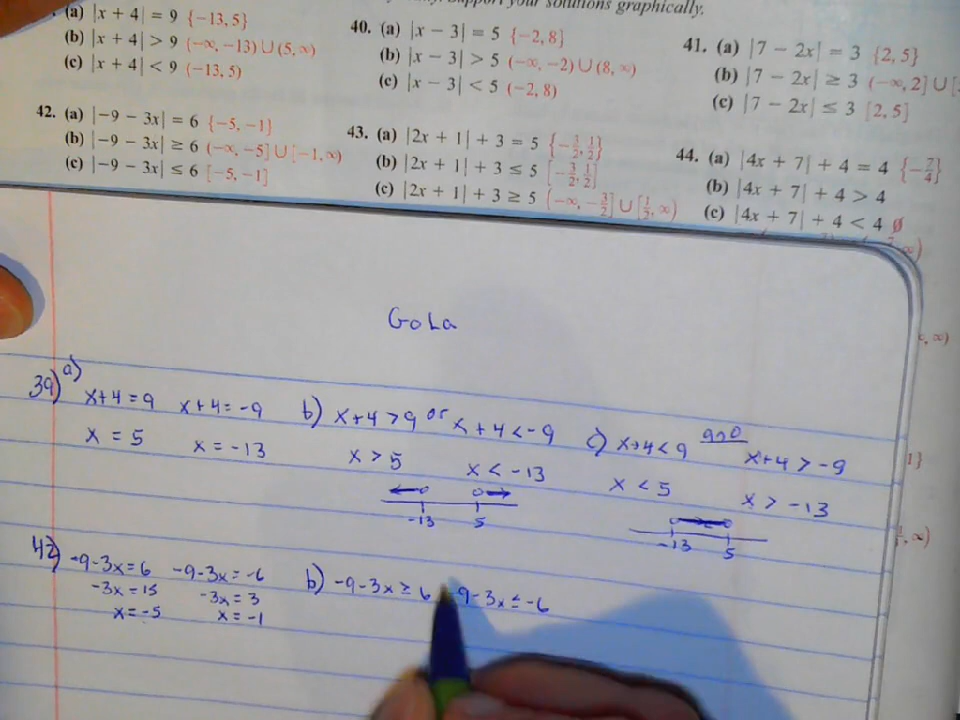 solutions graphically.
(a) |x + 4| = 9 {−13, 5}
(b) |x + 4| > 9 (−∞, −13) ∪ (5, ∞)
(c) |x + 4| < 9 (−13, 5)
40. (a) |x − 3| = 5 {−2, 8}
(b) |x − 3| > 5 (−∞, −2) ∪ (8, ∞)
(c) |x − 3| < 5 (−2, 8)
41. (a) |7 − 2x| = 3 {2, 5}
(b) |7 − 2x| ≥ 3 (−∞, 2] ∪ [5
(c) |7 − 2x| ≤ 3 [2, 5]
42. (a) |−9 − 3x| = 6 {−5, −1}
(b) |−9 − 3x| ≥ 6 (−∞, −5] ∪ [−1, ∞)
(c) |−9 − 3x| ≤ 6 [−5, −1]
43. (a) |2x + 1| + 3 = 5 {−3/2, 1/2}
(b) |2x + 1| + 3 ≤ 5 [−3/2, 1/2]
(c) |2x + 1| + 3 ≥ 5 (−∞, −3/2] ∪ [1/2, ∞)
44. (a) |4x + 7| + 4 = 4 {−7/4}
(b) |4x + 7| + 4 > 4
(c) |4x + 7| + 4 < 4 ∅
GoLa
39) a) x+4=9 x+4=-9 b) x+4>9 or x+4<-9 c) x+4<9 and x+4>-9
x=5 x=-13 x>5 x<-13 x<5 x>-13
-13 5 -13 5
42) -9-3x=6 -9-3x=-6 b) -9-3x≥6 -9-3x≤-6
-3x=15 -3x=3
x=-5 x=-1